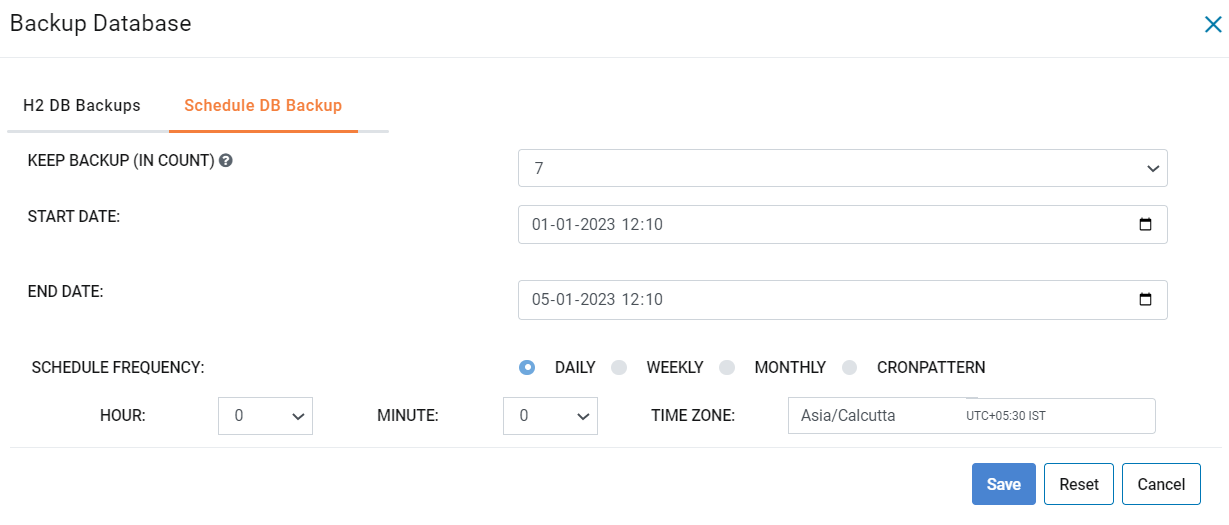 Backup Database
H2 DB Backups Schedule DB Backup
KEEP BACKUP (IN COUNT) ? 7
START DATE: 01-01-2023 12:10
END DATE: 05-01-2023 12:10
SCHEDULE FREQUENCY: DAILY WEEKLY MONTHLY CRONPATTERN
HOUR: 0 MINUTE: 0 TIME ZONE: Asia/Calcutta UTC+05:30 IST
Save Reset Cancel